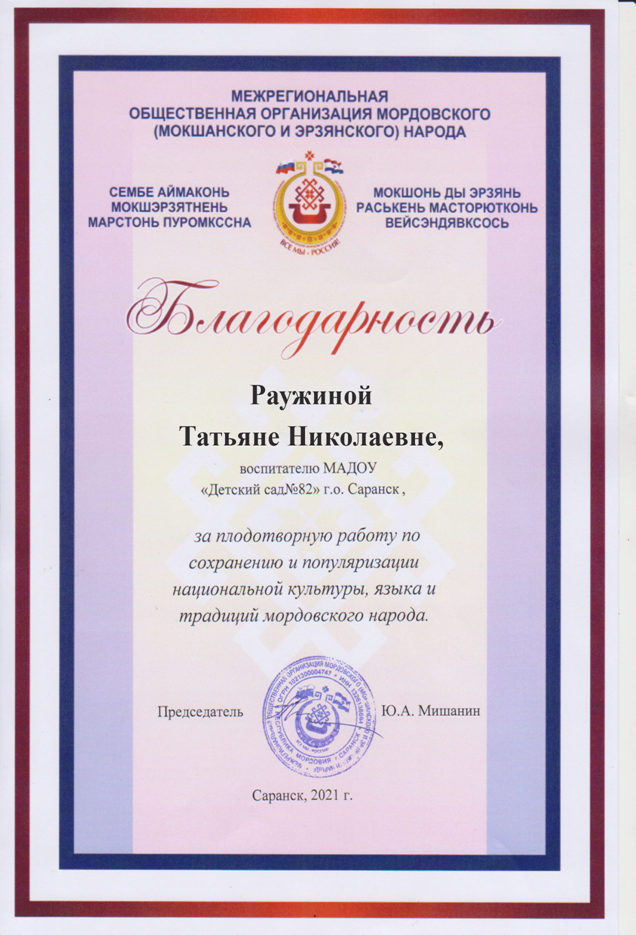 МЕЖРЕГИОНАЛЬНАЯ
ОБЩЕСТВЕННАЯ ОРГАНИЗАЦИЯ МОРДОВСКОГО
(МОКШАНСКОГО И ЭРЗЯНСКОГО) НАРОДА
СЕМБЕ АЙМАКОНЬ
МОКШЭРЗЯТНЕНЬ
МАРСТОНЬ ПУРОМКССНА
МОКШОНЬ ДЫ ЭРЗЯНЬ
РАСЬКЕНЬ МАСТОРЮТКОНЬ
ВЕЙСЭНДЯВКСОСЬ
ВСЕ МЫ - РОССИЯ!
Благодарность
Раужиной
Татьяне Николаевне,
воспитателю МАДОУ
«Детский сад№82» г.о. Саранск ,
за плодотворную работу по
сохранению и популяризации
национальной культуры, языка и
традиций мордовского народа.
Председатель
Ю.А. Мишанин
Саранск, 2021 г.